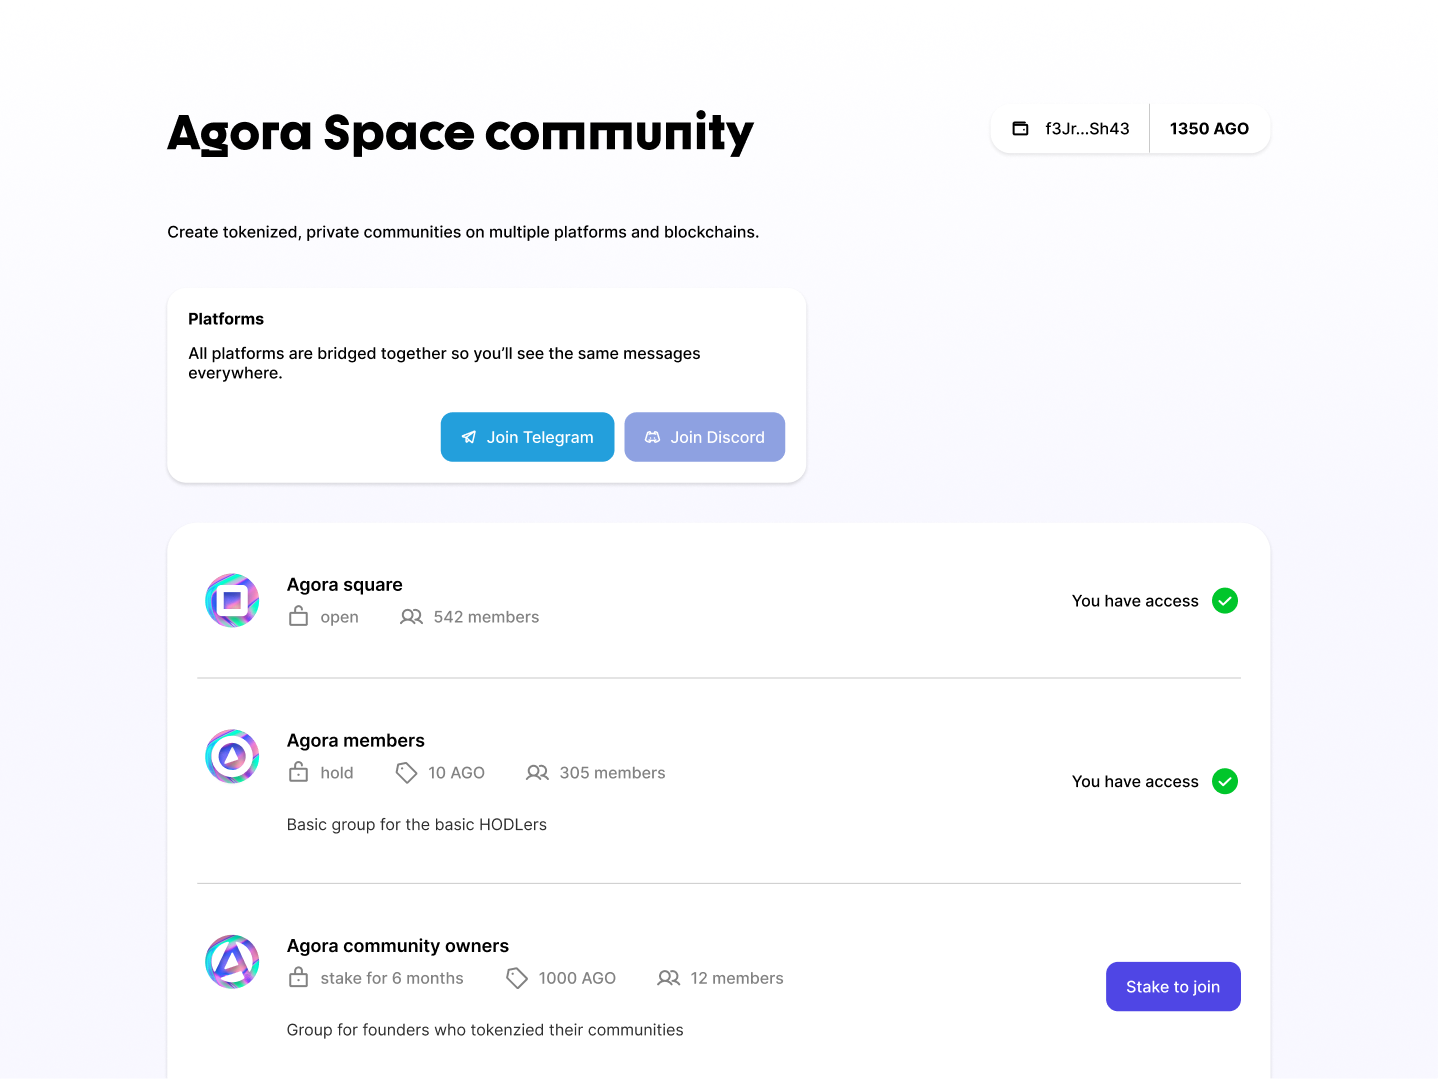 Agora Space community
f3Jr...Sh43
1350 AGO
Create tokenized, private communities on multiple platforms and blockchains.
Platforms
All platforms are bridged together so you’ll see the same messages
everywhere.
Join Telegram
Join Discord
Agora square
open
542 members
You have access
Agora members
hold
10 AGO
305 members
Basic group for the basic HODLers
You have access
Agora community owners
stake for 6 months
1000 AGO
12 members
Group for founders who tokenzied their communities
Stake to join